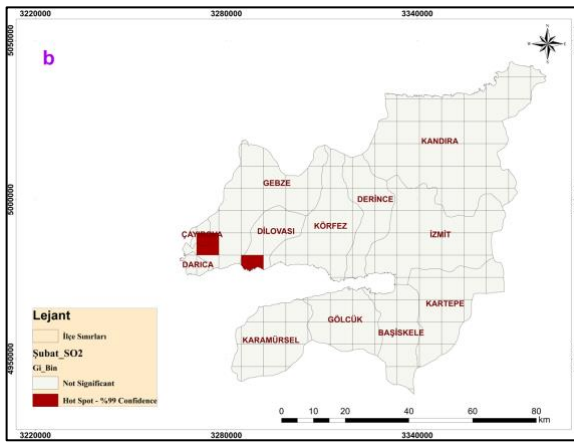 3220000 3280000 3340000
5050000
b
N
W E
S
KANDIRA
5000000
GEBZE
DERİNCE
DİLOVASI
KÖRFEZ
ÇAYIROVA
İZMİT
DARICA
KARTEPE
GÖLCÜK
BAŞİSKELE
KARAMÜRSEL
4950000
Lejant
İlçe Sınırları
Şubat_SO2
Gi_Bin
Not Significant
Hot Spot - %99 Confidence
0 10 20 40 60 80
km
3220000 3280000 3340000